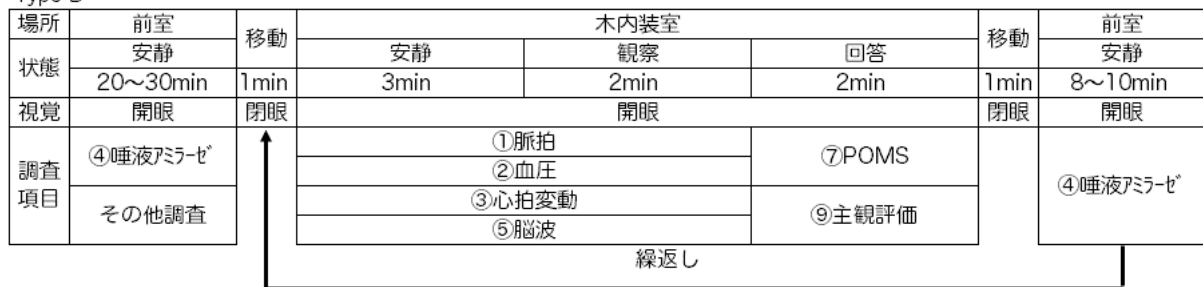 場所 前室 移動 木内装室 移動 前室
状態 安静 安静 観察 回答 安静
20～30min 1min 3min 2min 2min 1min 8～10min
視覚 開眼 閉眼 開眼 閉眼 開眼
調査項目 ④唾液ｱﾐﾗｰｾﾞ ①脈拍 ⑦POMS ④唾液ｱﾐﾗｰｾﾞ
②血圧
その他調査 ③心拍変動 ⑨主観評価
⑤脳波
繰返し